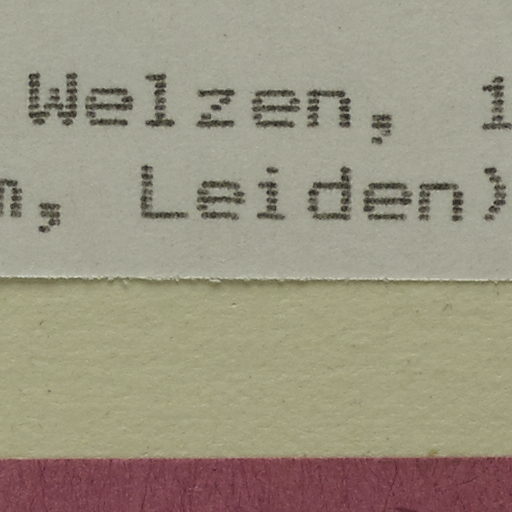 Welzen, 1
m, Leiden)